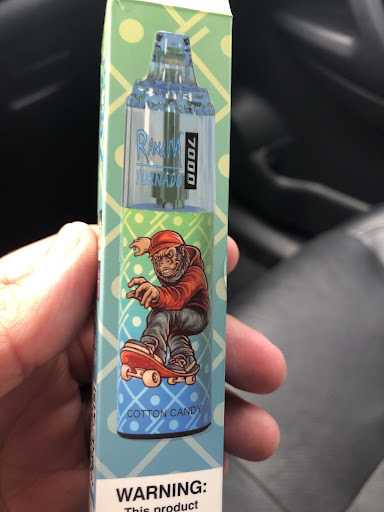 RandM
TORNADO
7000
COTTON CANDY
WARNING:
This product